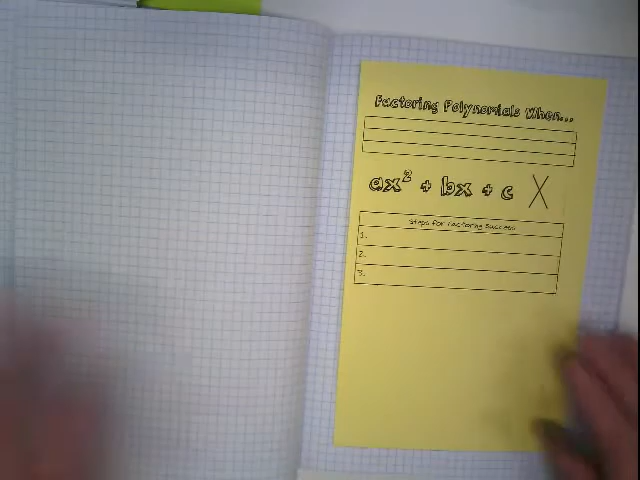 Factoring Polynomials When...
ax² + bx + c X
Steps for Factoring Success
1.
2.
3.